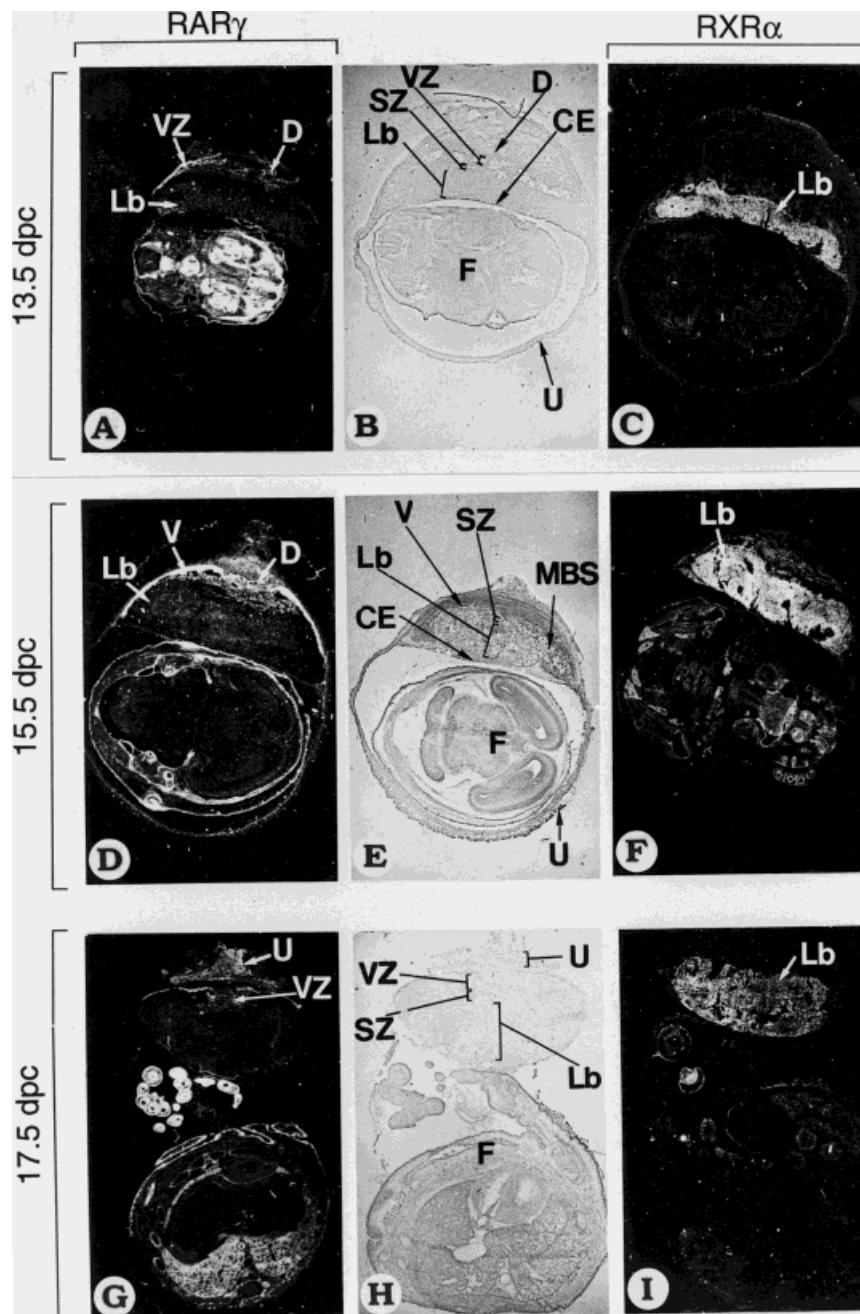 RARγ RXRα
13.5 dpc
VZ D Lb A
VZ D SZ CE Lb F U B
Lb C
15.5 dpc
V D Lb D
V SZ Lb MBS CE F U E
Lb F
17.5 dpc
U VZ G
U VZ SZ Lb F H
Lb I